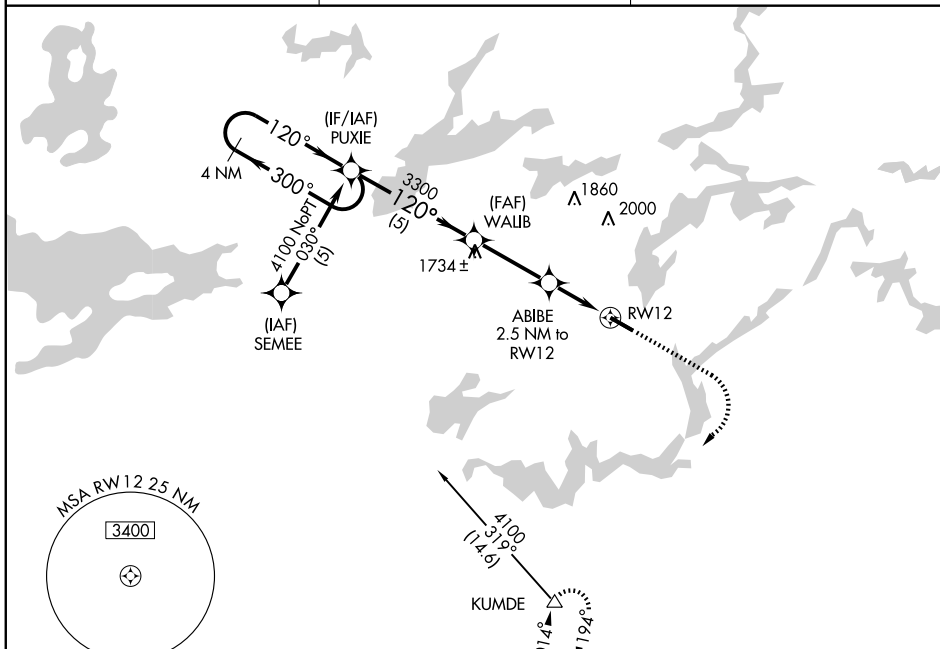 (IF/IAF)
PUXIE
120°
4 NM
300°
3300
120°
(5)
(FAF)
WALIB
1860
2000
1734 ±
4100 NoPT
030°
(5)
(IAF)
SEMEE
ABIBE
2.5 NM to
RW12
RW12
MSA RW12 25 NM
3400
4100
319°
(14.6)
KUMDE
194°